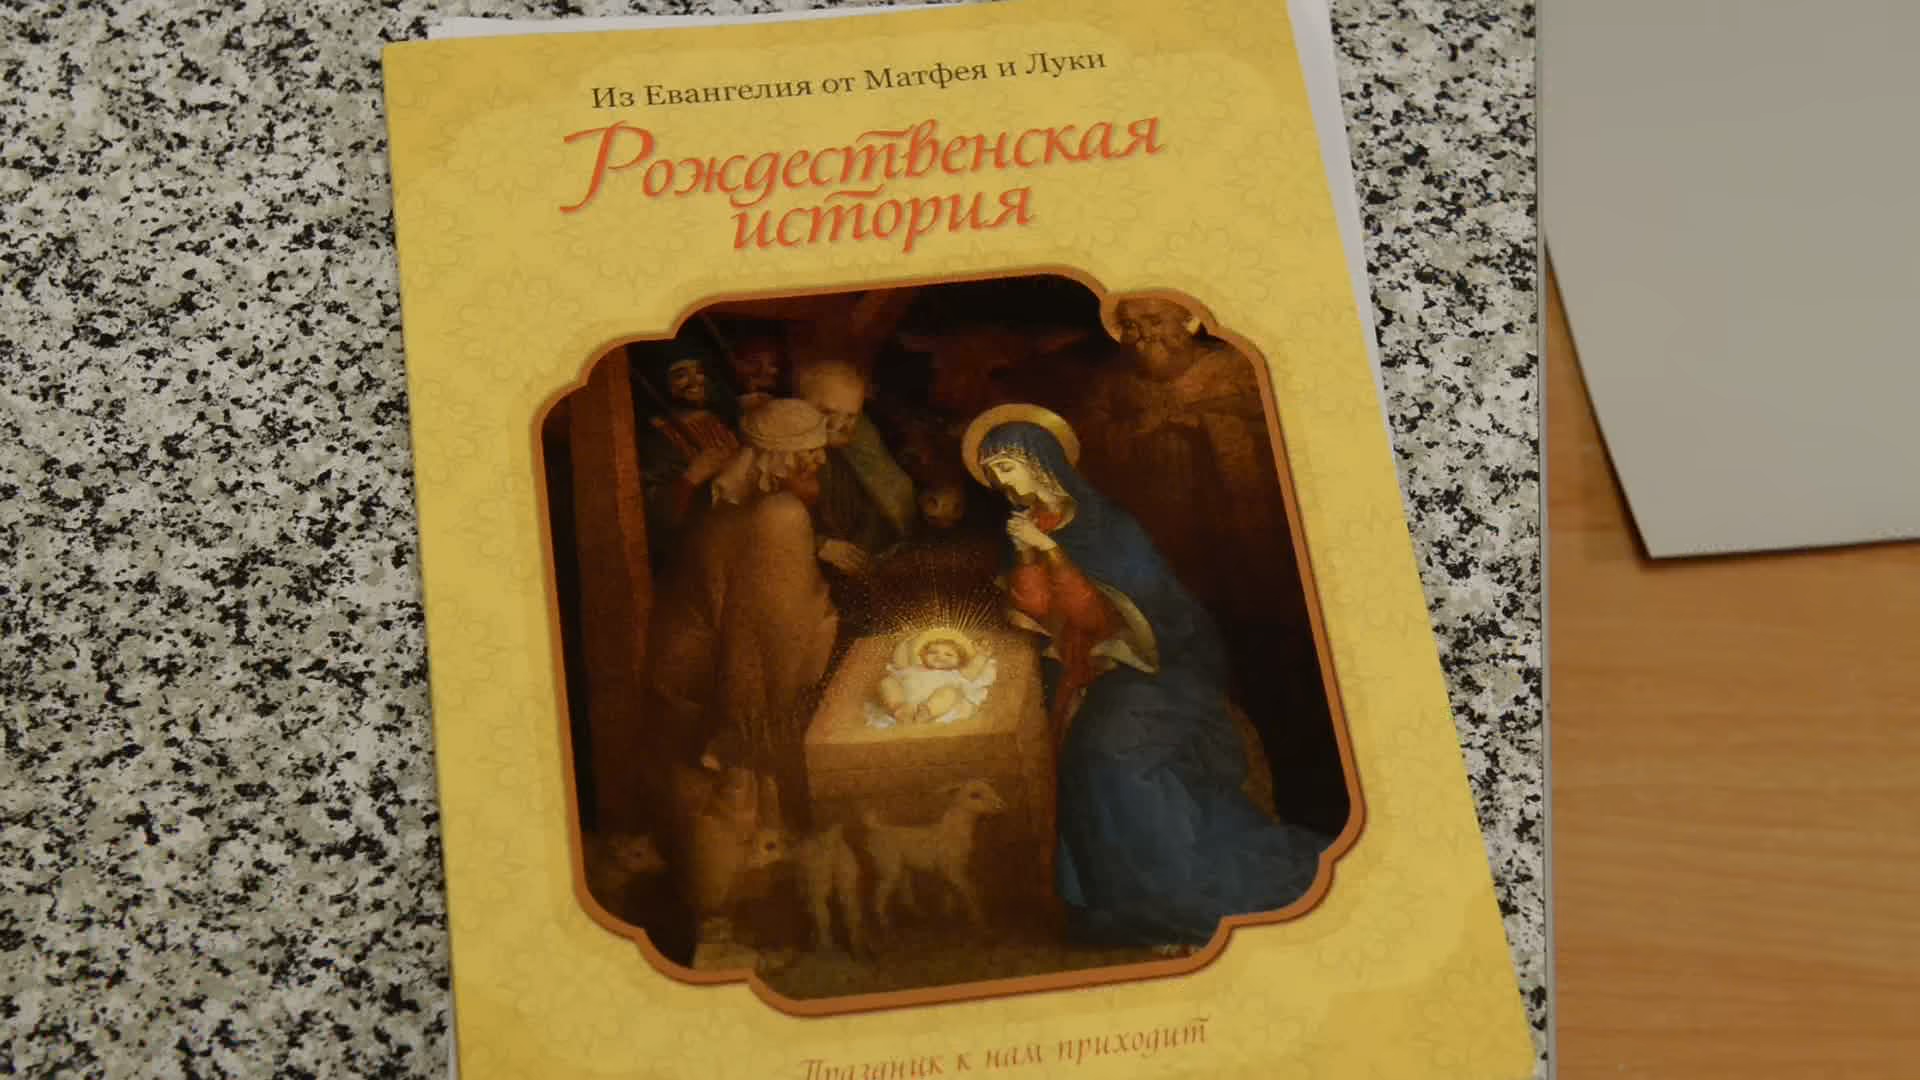 Из Евангелия от Матфея и Луки
Рождественская
история
Праздник к нам приходит